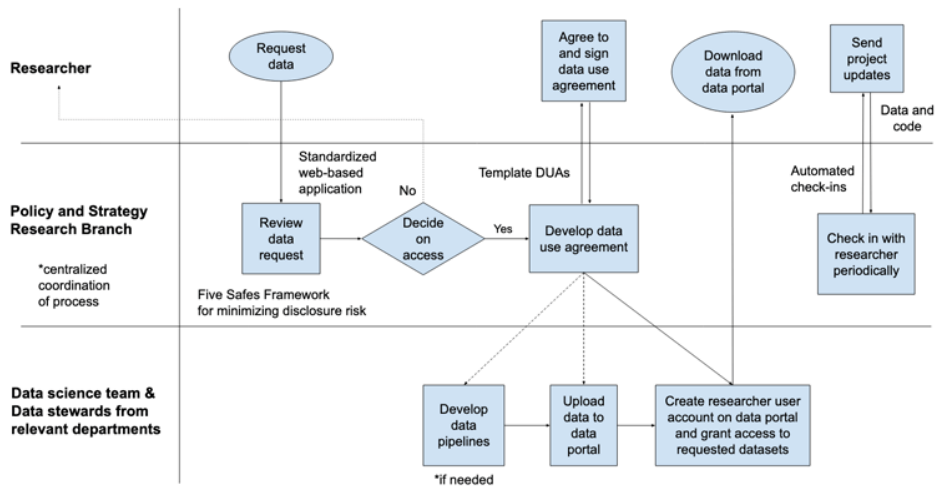 Researcher
Request
data
Agree to
and sign
data use
agreement
Download
data from
data portal
Send
project
updates
Data and
code
Standardized
web-based
application
No
Template DUAs
Automated
check-ins
Policy and Strategy
Research Branch
*centralized
coordination
of process
Review
data
request
Decide
on
access
Yes
Develop data
use agreement
Check in with
researcher
periodically
Five Safes Framework
for minimizing disclosure risk
Data science team &
Data stewards from
relevant departments
Develop
data
pipelines
*if needed
Upload
data to
data
portal
Create researcher user
account on data portal
and grant access to
requested datasets